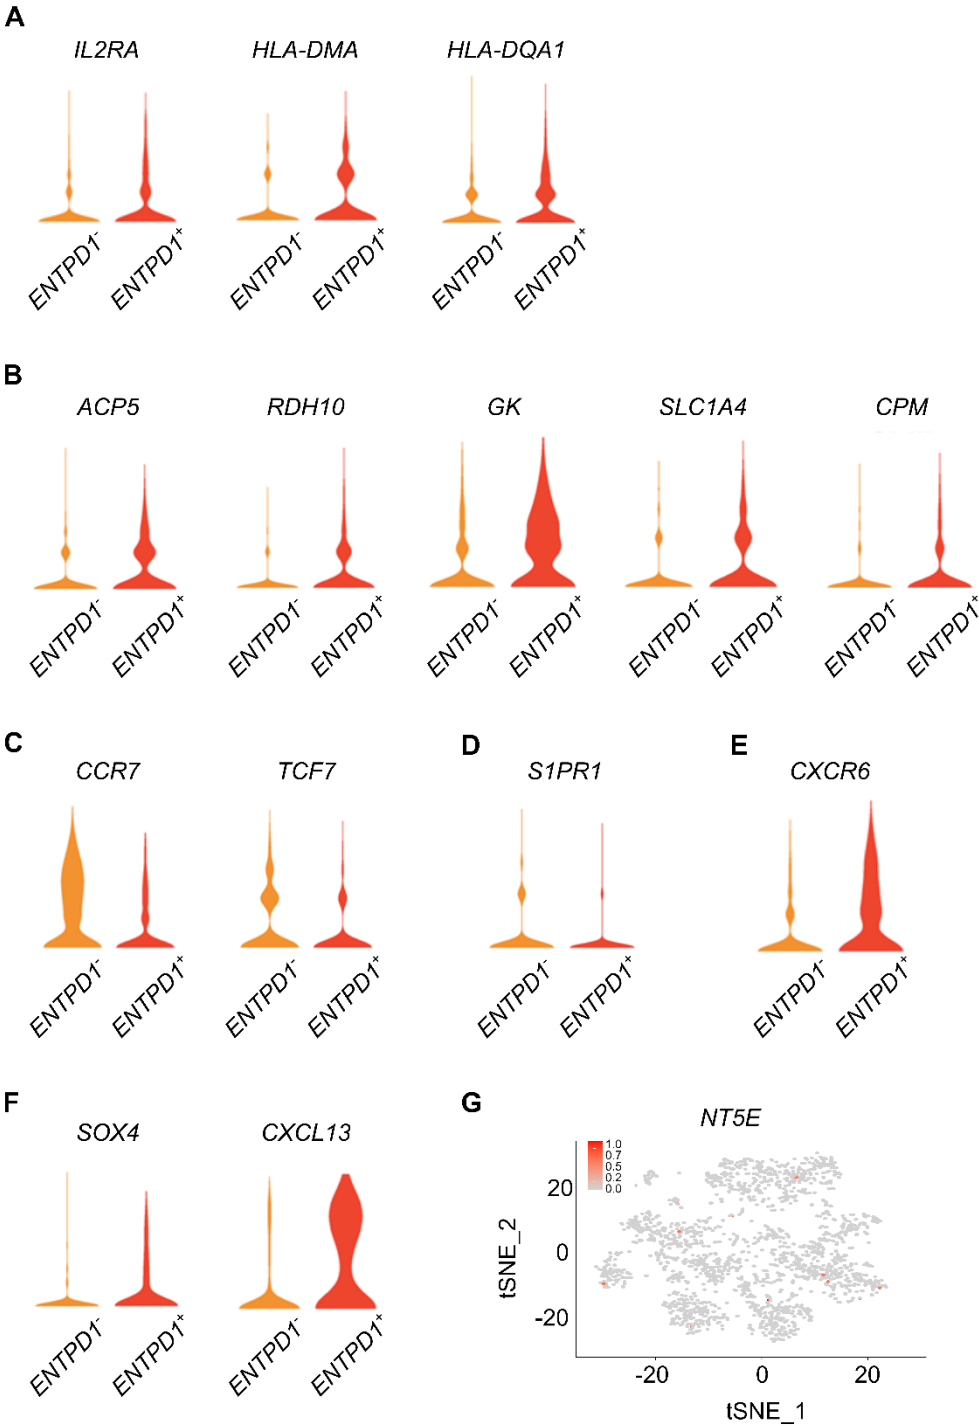 A
IL2RA HLA-DMA HLA-DQA1
ENTPD1- ENTPD1+ ENTPD1- ENTPD1+ ENTPD1- ENTPD1+
B
ACP5 RDH10 GK SLC1A4 CPM
ENTPD1- ENTPD1+ ENTPD1- ENTPD1+ ENTPD1- ENTPD1+ ENTPD1- ENTPD1+ ENTPD1- ENTPD1+
C D E
CCR7 TCF7 S1PR1 CXCR6
ENTPD1- ENTPD1+ ENTPD1- ENTPD1+ ENTPD1- ENTPD1+ ENTPD1- ENTPD1+
F G
SOX4 CXCL13
ENTPD1- ENTPD1+ ENTPD1- ENTPD1+
NT5E
1.0
0.7
0.5
0.2
0.0
tSNE_2
20
0
-20
-20 0 20
tSNE_1